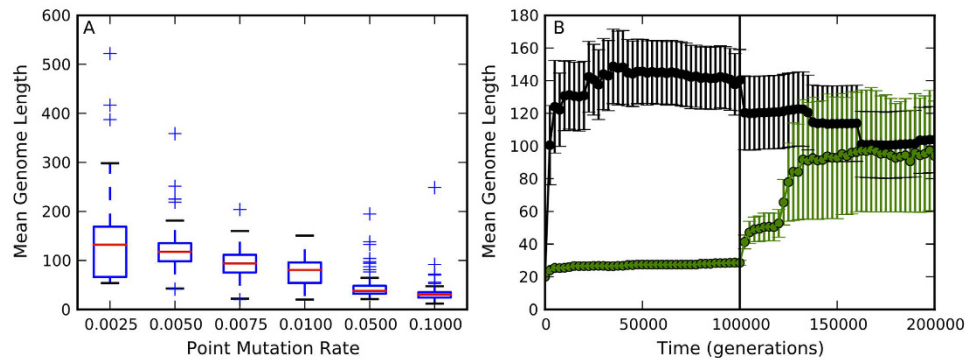 A
600
500
400
300
200
100
0
Mean Genome Length
0.0025 0.0050 0.0075 0.0100 0.0500 0.1000
Point Mutation Rate
B
180
160
140
120
100
80
60
40
20
0
Mean Genome Length
0 50000 100000 150000 200000
Time (generations)